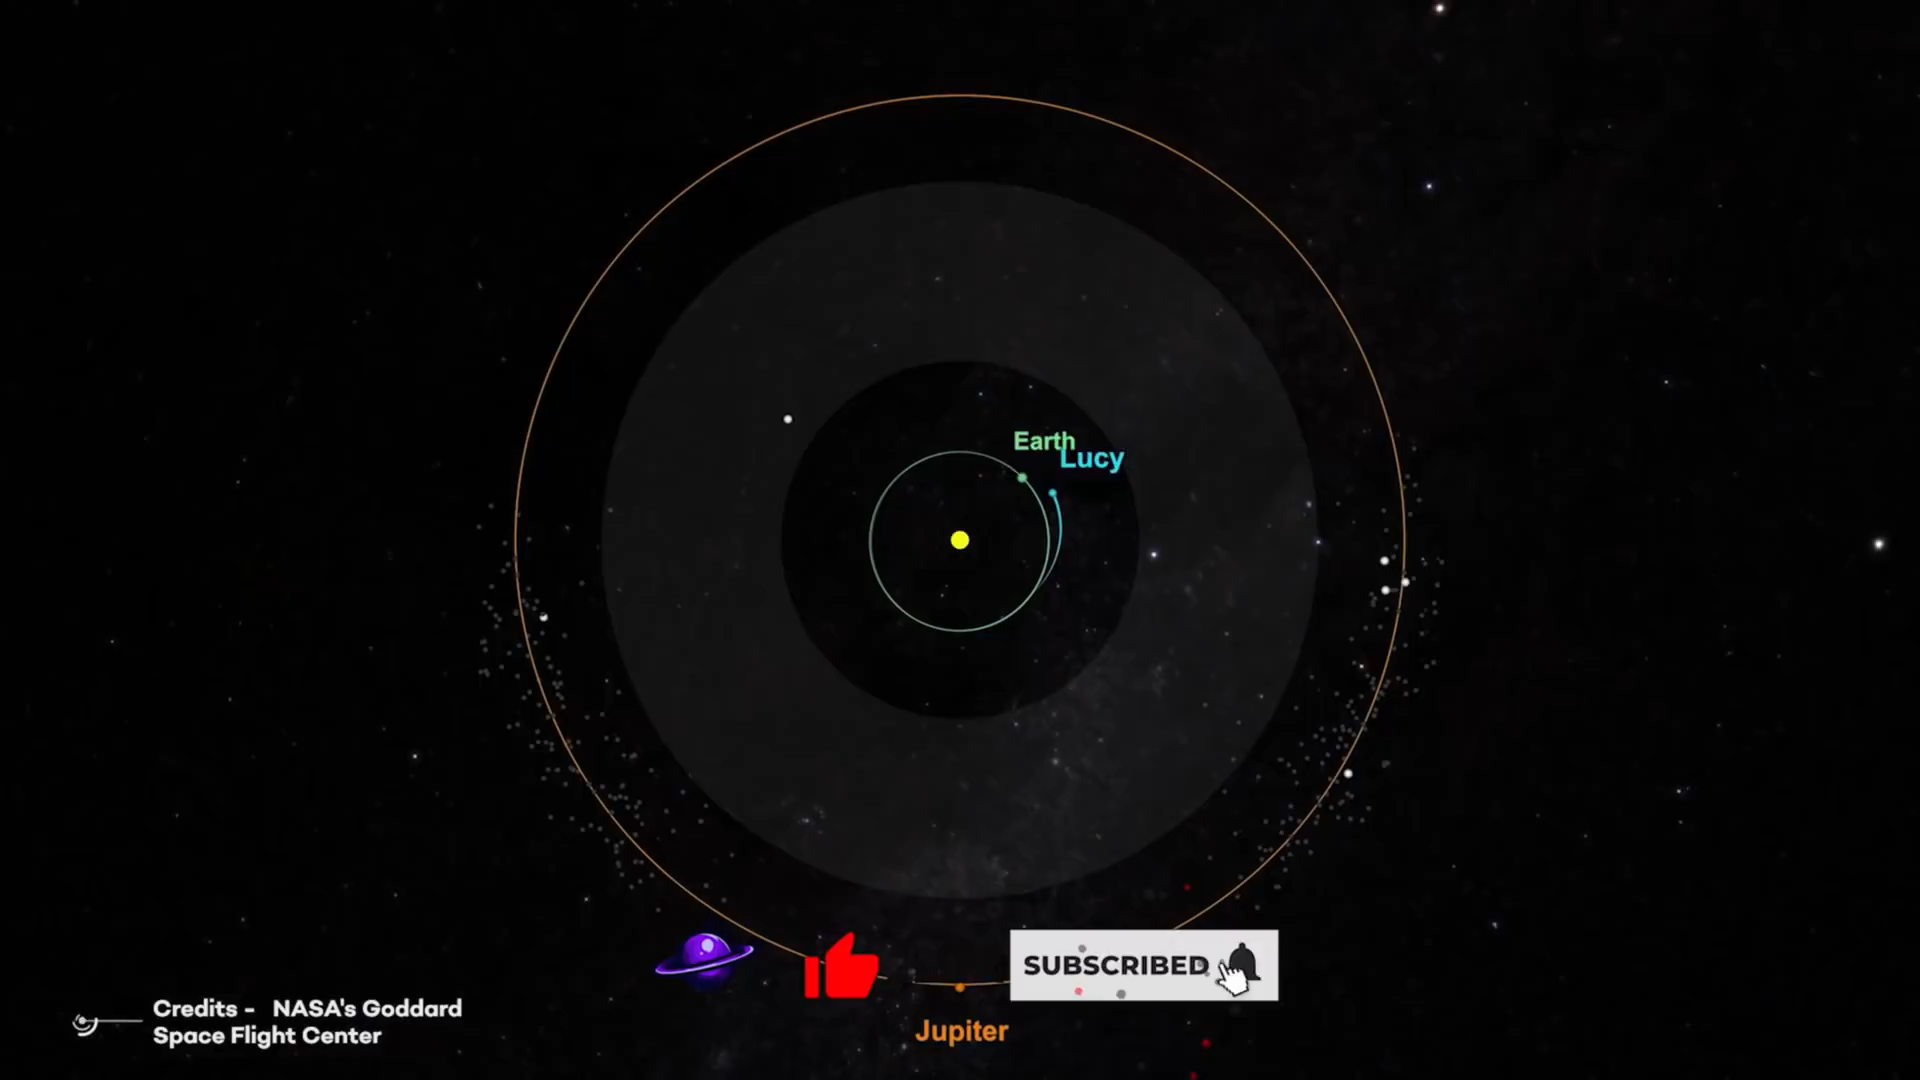 Earth
Lucy
SUBSCRIBED
Credits - NASA's Goddard
Space Flight Center
Jupiter